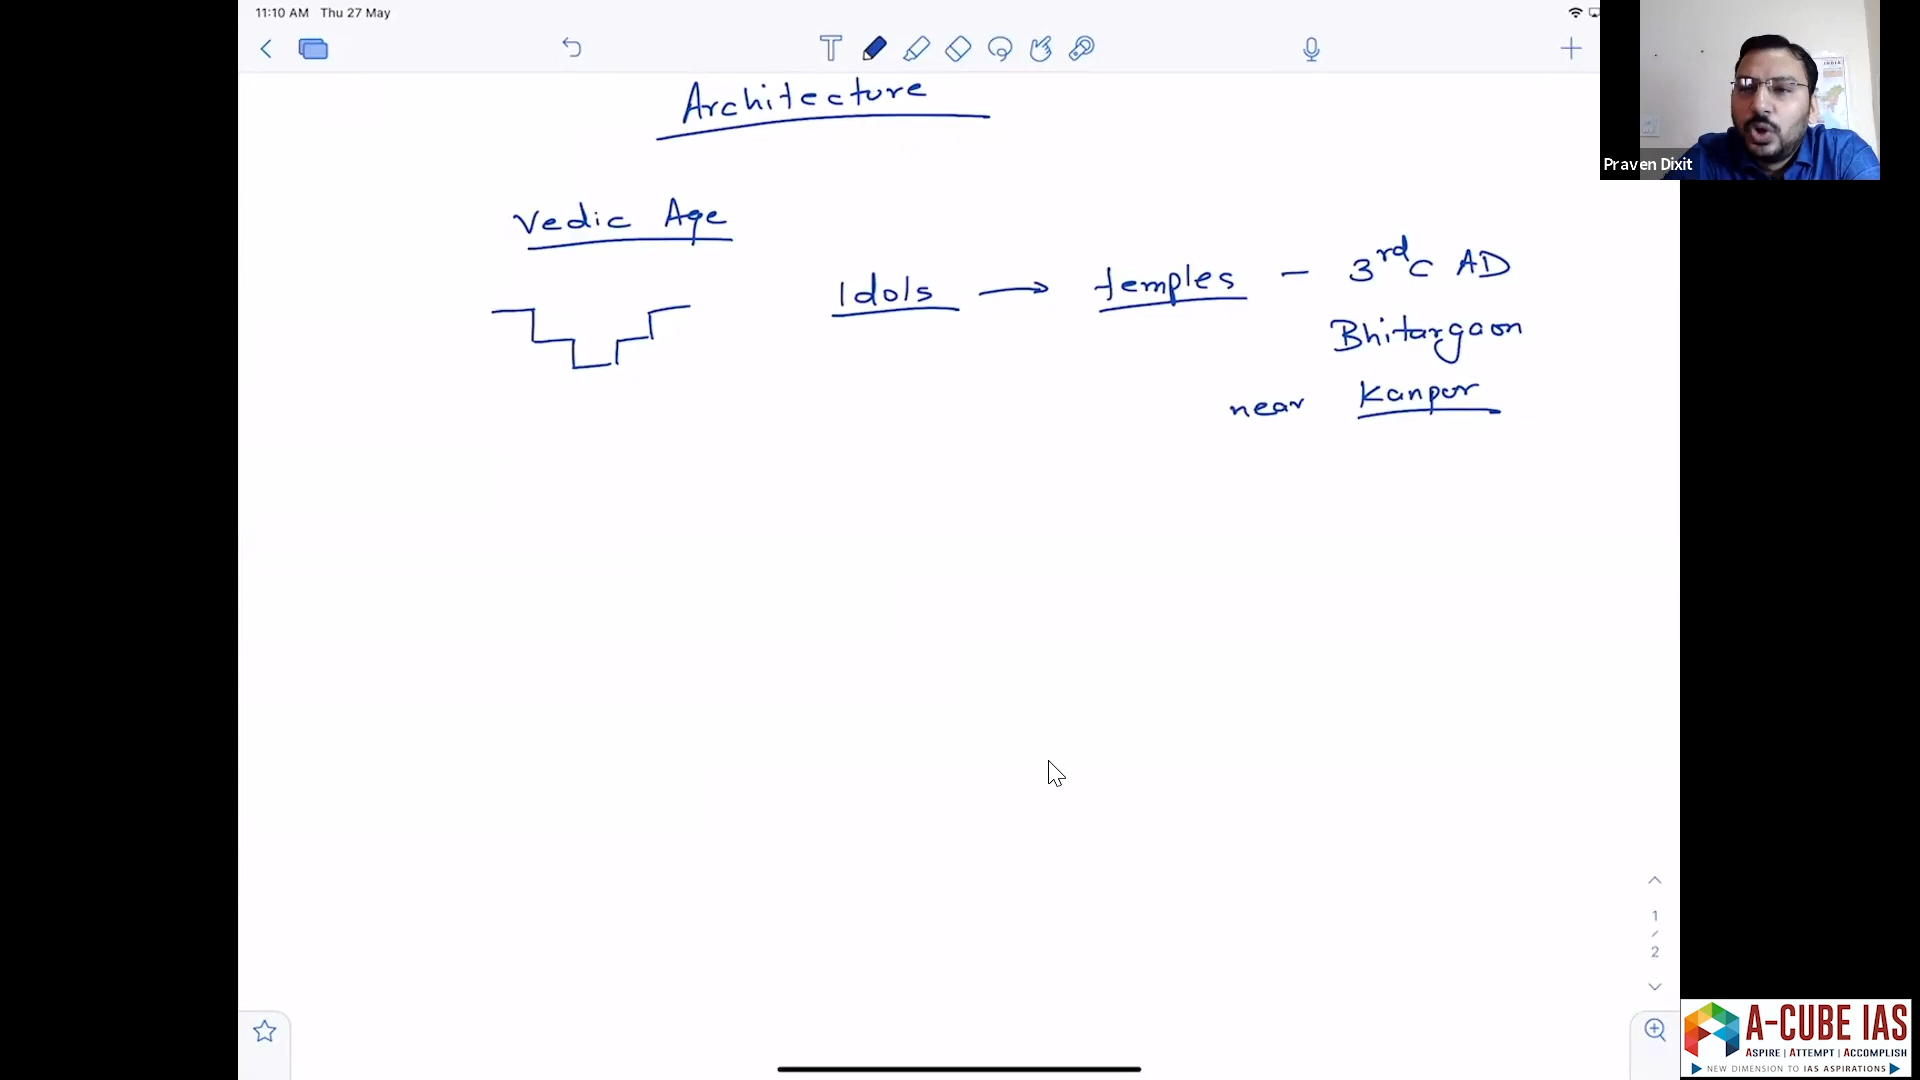 11:10 AM Thu 27 May
T
Architecture
Praven Dixit
Vedic Age
Idols → temples - 3rd C AD
Bhitargaon
near Kanpur
1
2
A-CUBE IAS
ASPIRE | ATTEMPT | ACCOMPLISH
NEW DIMENSION TO IAS ASPIRATIONS